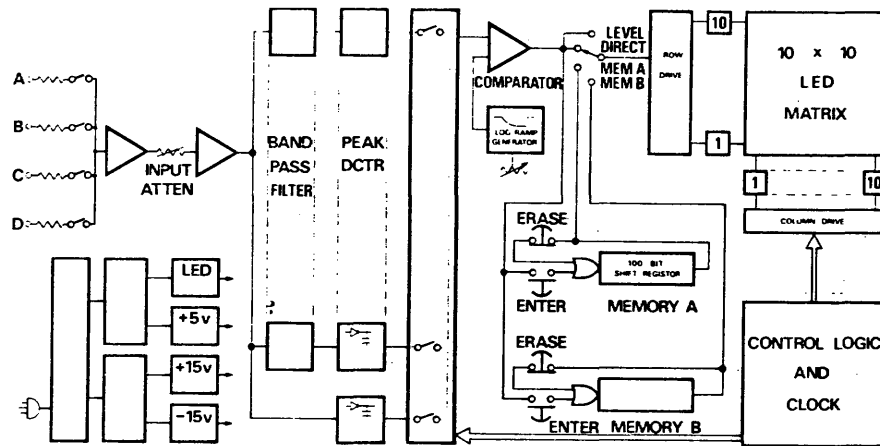 A
B
C
D
INPUT
ATTEN
BAND
PASS
FILTER
PEAK
DCTR
COMPARATOR
LOG RAMP
GENERATOR
LEVEL
DIRECT
MEM A
MEM B
ROW
DRIVE
10
1
10 x 10
LED
MATRIX
1
10
COLUMN DRIVE
ERASE
100 BIT
SHIFT REGISTOR
ENTER
MEMORY A
ERASE
ENTER
MEMORY B
CONTROL LOGIC
AND
CLOCK
LED
+5v
+15v
-15v